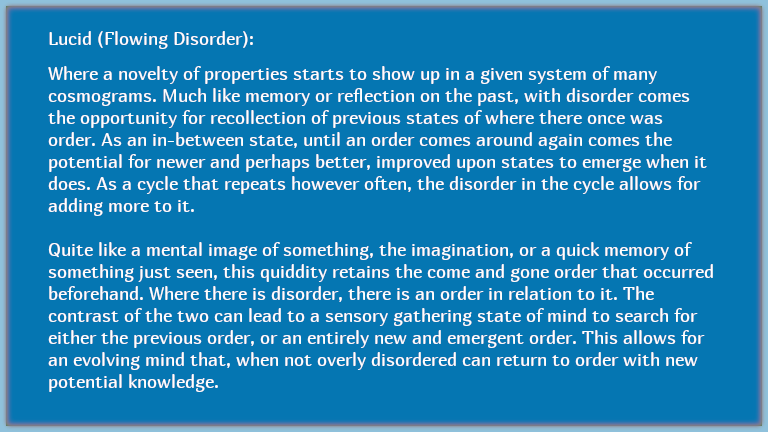 Lucid (Flowing Disorder):
Where a novelty of properties starts to show up in a given system of many
cosmograms. Much like memory or reflection on the past, with disorder comes
the opportunity for recollection of previous states of where there once was
order. As an in-between state, until an order comes around again comes the
potential for newer and perhaps better, improved upon states to emerge when it
does. As a cycle that repeats however often, the disorder in the cycle allows for
adding more to it.
Quite like a mental image of something, the imagination, or a quick memory of
something just seen, this quiddity retains the come and gone order that occurred
beforehand. Where there is disorder, there is an order in relation to it. The
contrast of the two can lead to a sensory gathering state of mind to search for
either the previous order, or an entirely new and emergent order. This allows for
an evolving mind that, when not overly disordered can return to order with new
potential knowledge.